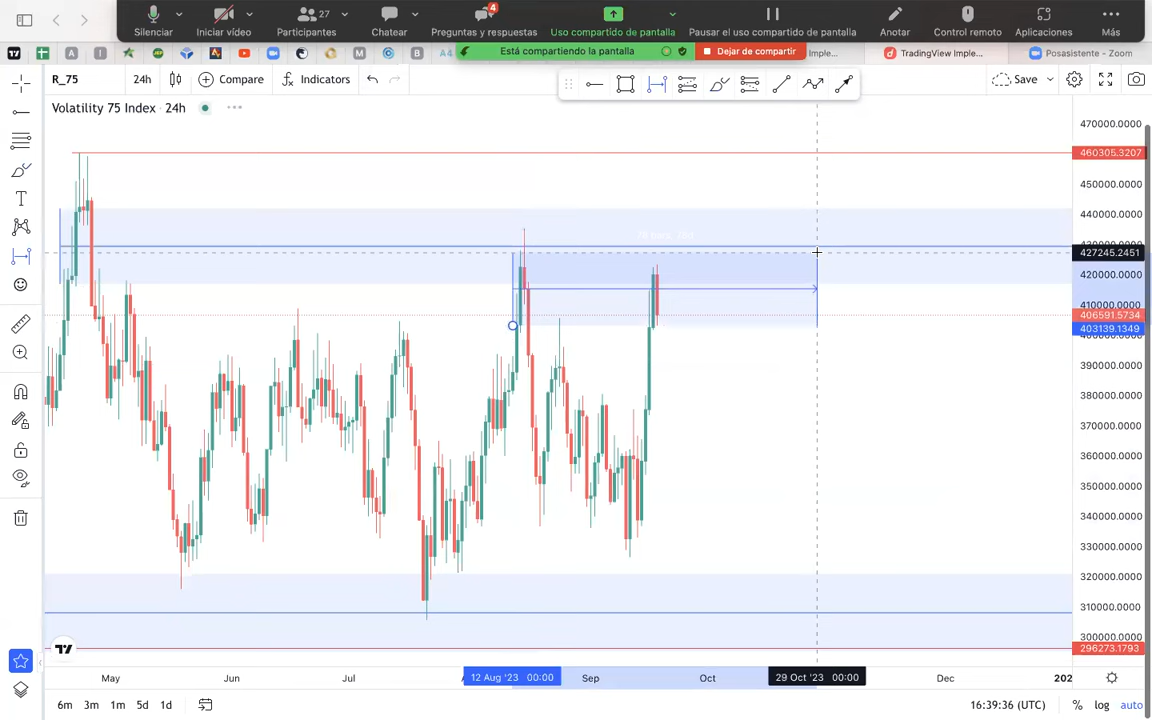 27
4
Silenciar
Iniciar vídeo
Participantes
Chatear
Preguntas y respuestas
Uso compartido de pantalla
Pausar el uso compartido de pantalla
Anotar
Control remoto
Aplicaciones
Más
Está compartiendo la pantalla
Dejar de compartir
Imple...
TradingView Imple...
Posasistente - Zoom
R_75
24h
Compare
Indicators
Save
Volatility 75 Index · 24h
470000.0000
460305.3207
450000.0000
440000.0000
427245.2451
420000.0000
410000.0000
406591.5734
403139.1349
390000.0000
380000.0000
370000.0000
360000.0000
350000.0000
340000.0000
330000.0000
320000.0000
310000.0000
300000.0000
296273.1793
May
Jun
Jul
12 Aug '23 00:00
Sep
Oct
29 Oct '23 00:00
Dec
202
6m
3m
1m
5d
1d
16:39:36 (UTC)
%
log
auto